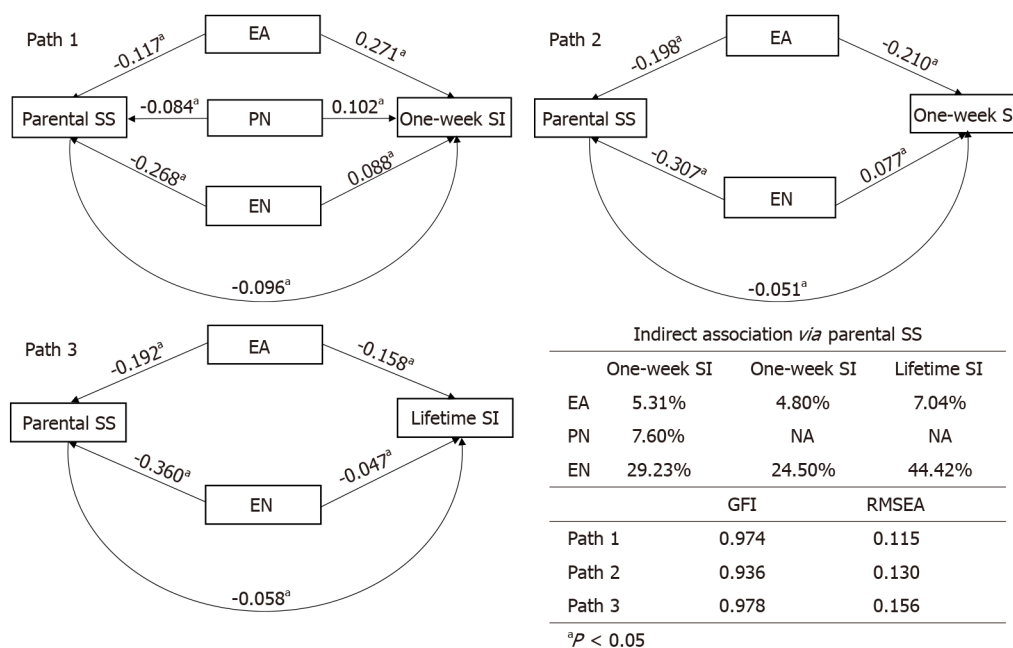 Path 1
EA
-0.117ᵃ
0.271ᵃ
Parental SS
-0.084ᵃ
PN
0.102ᵃ
One-week SI
-0.268ᵃ
0.088ᵃ
EN
-0.096ᵃ
Path 2
EA
-0.198ᵃ
-0.210ᵃ
Parental SS
One-week S
-0.307ᵃ
0.077ᵃ
EN
-0.051ᵃ
Path 3
EA
-0.192ᵃ
-0.158ᵃ
Parental SS
Lifetime SI
-0.360ᵃ
-0.047ᵃ
EN
-0.058ᵃ
Indirect association via parental SS
One-week SI One-week SI Lifetime SI
EA 5.31% 4.80% 7.04%
PN 7.60% NA NA
EN 29.23% 24.50% 44.42%
GFI RMSEA
Path 1 0.974 0.115
Path 2 0.936 0.130
Path 3 0.978 0.156
ᵃP < 0.05